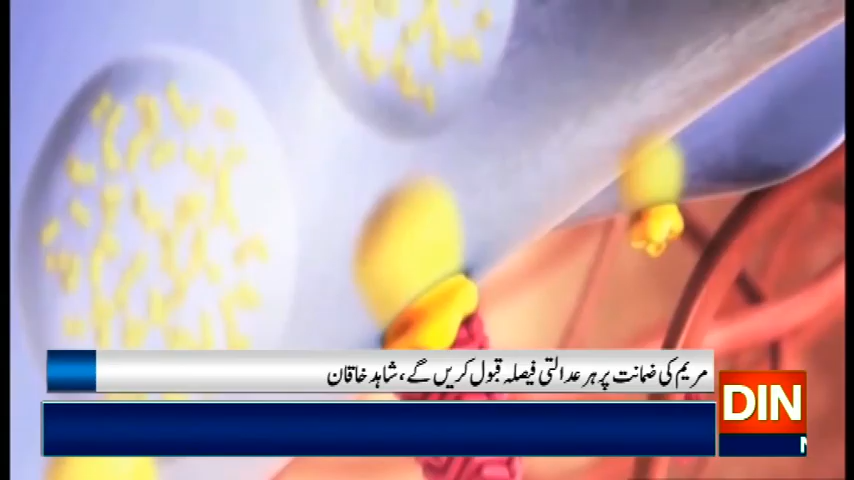 مریم کی ضمانت پر ہر عدالتی فیصلہ قبول کریں گے، شاہد خاقان
DIN
N